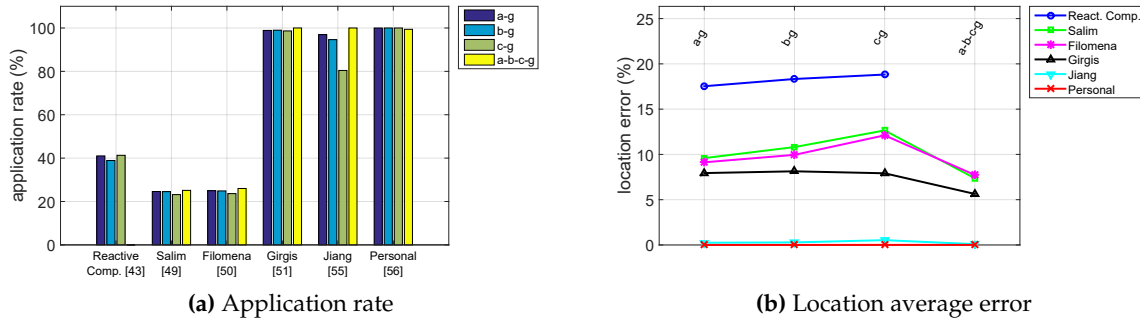 application rate (%)
100
80
60
40
20
0
Reactive
Comp. [43]
Salim
[49]
Filomena
[50]
Girgis
[51]
Jiang
[55]
Personal
[56]
a-g
b-g
c-g
a-b-c-g
(a) Application rate
location error (%)
25
20
15
10
5
0
a-g
b-g
c-g
a-b-c-g
React. Comp.
Salim
Filomena
Girgis
Jiang
Personal
(b) Location average error